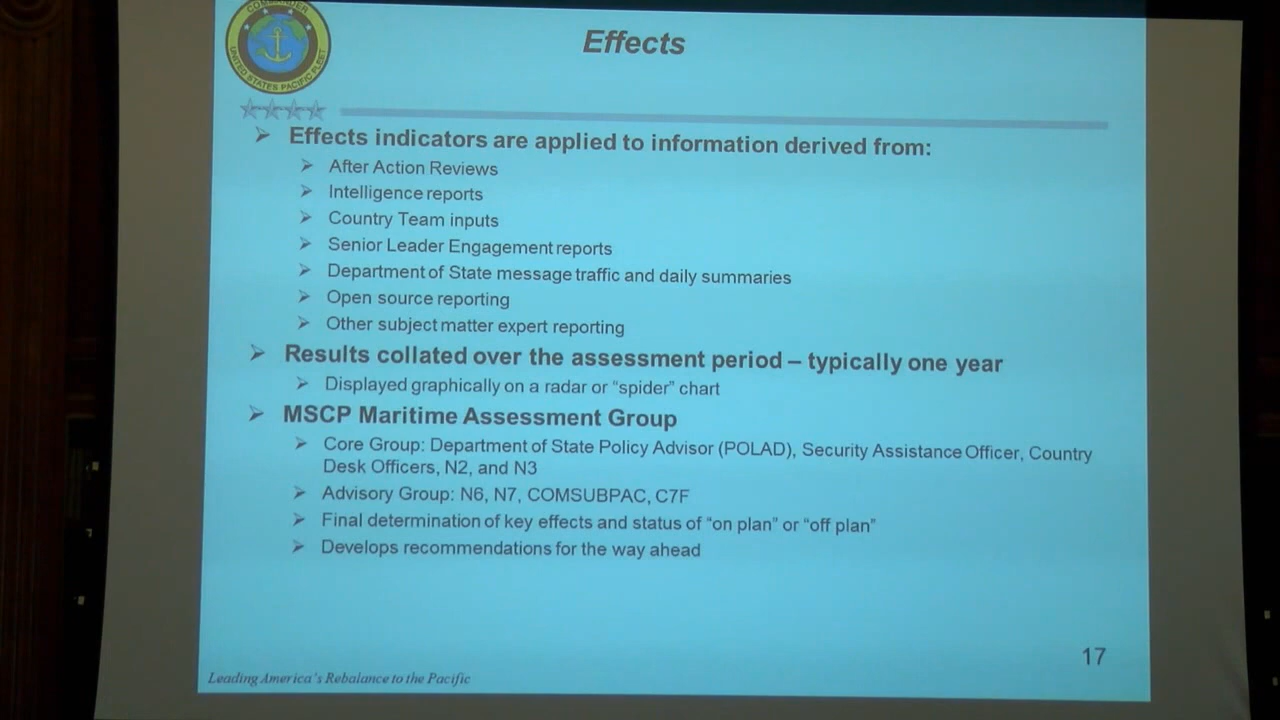 COMMANDER
UNITED STATES PACIFIC FLEET
Effects
Effects indicators are applied to information derived from:
After Action Reviews
Intelligence reports
Country Team inputs
Senior Leader Engagement reports
Department of State message traffic and daily summaries
Open source reporting
Other subject matter expert reporting
Results collated over the assessment period – typically one year
Displayed graphically on a radar or “spider” chart
MSCP Maritime Assessment Group
Core Group: Department of State Policy Advisor (POLAD), Security Assistance Officer, Country
Desk Officers, N2, and N3
Advisory Group: N6, N7, COMSUBPAC, C7F
Final determination of key effects and status of “on plan” or “off plan”
Develops recommendations for the way ahead
17
Leading America's Rebalance to the Pacific